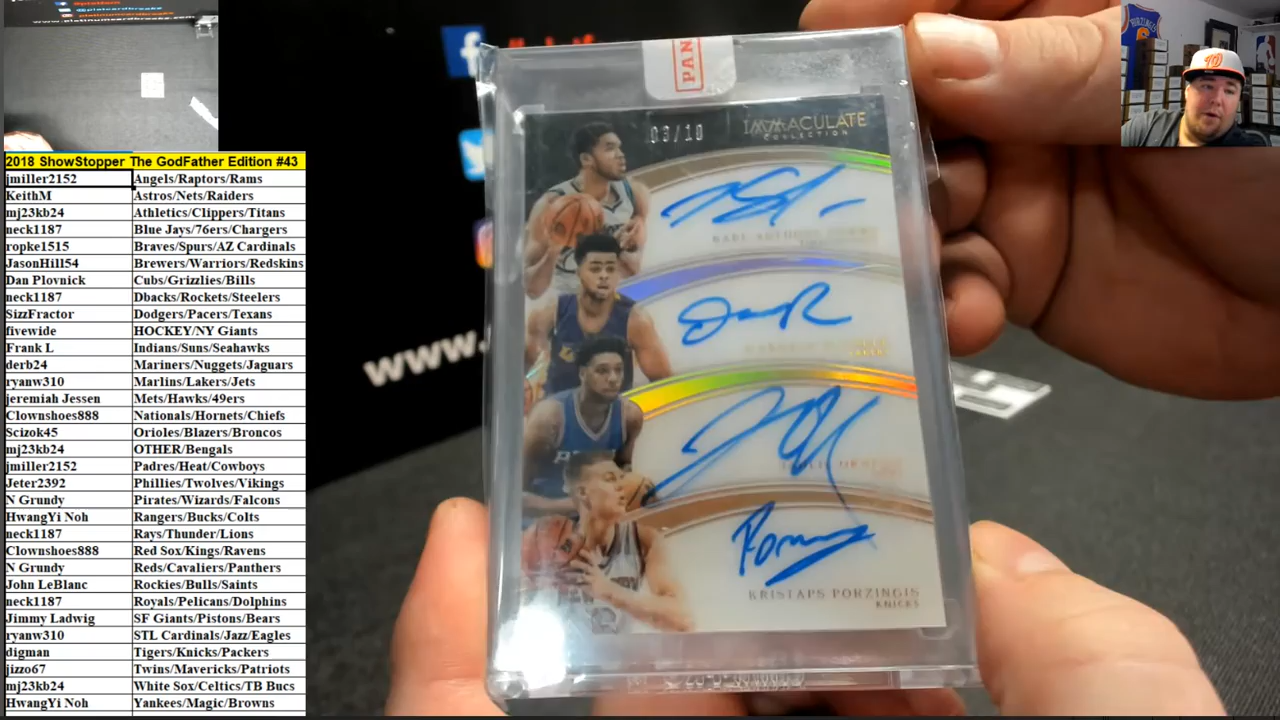 2018 ShowStopper The GodFather Edition #43
jmiller2152 Angels/Raptors/Rams
KeithM Astros/Nets/Raiders
mj23kb24 Athletics/Clippers/Titans
neck1187 Blue Jays/76ers/Chargers
ropke1515 Braves/Spurs/AZ Cardinals
JasonHill54 Brewers/Warriors/Redskins
Dan Plovnick Cubs/Grizzlies/Bills
neck1187 Dbacks/Rockets/Steelers
SizzFractor Dodgers/Pacers/Texans
fivewide HOCKEY/NY Giants
Frank L Indians/Suns/Seahawks
derb24 Mariners/Nuggets/Jaguars
ryanw310 Marlins/Lakers/Jets
jeremiah Jessen Mets/Hawks/49ers
Clownshoes888 Nationals/Hornets/Chiefs
Scizok45 Orioles/Blazers/Broncos
mj23kb24 OTHER/Bengals
jmiller2152 Padres/Heat/Cowboys
Jeter2392 Phillies/Twolves/Vikings
N Grundy Pirates/Wizards/Falcons
HwangYi Noh Rangers/Bucks/Colts
neck1187 Rays/Thunder/Lions
Clownshoes888 Red Sox/Kings/Ravens
N Grundy Reds/Cavaliers/Panthers
John LeBlanc Rockies/Bulls/Saints
neck1187 Royals/Pelicans/Dolphins
Jimmy Ladwig SF Giants/Pistons/Bears
ryanw310 STL Cardinals/Jazz/Eagles
digman Tigers/Knicks/Packers
jizzo67 Twins/Mavericks/Patriots
mj23kb24 White Sox/Celtics/TB Bucs
HwangYi Noh Yankees/Magic/Browns
PAN
03/10
IMMACULATE
COLLECTION
KRISTAPS PORZINGIS
KNICKS
www.
PORZINGIS
6
W